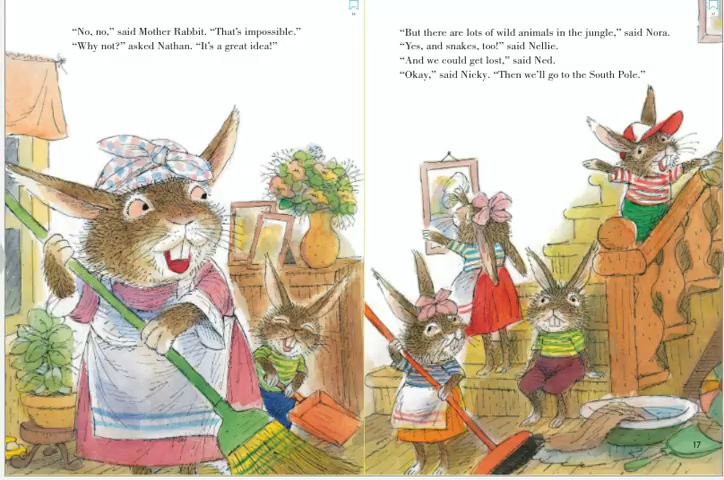 “No, no,” said Mother Rabbit. “That’s impossible.”
“Why not?” asked Nathan. “It’s a great idea!”
“But there are lots of wild animals in the jungle,” said Nora.
“Yes, and snakes, too!” said Nellie.
“And we could get lost,” said Ned.
“Okay,” said Nicky. “Then we’ll go to the South Pole.”
17